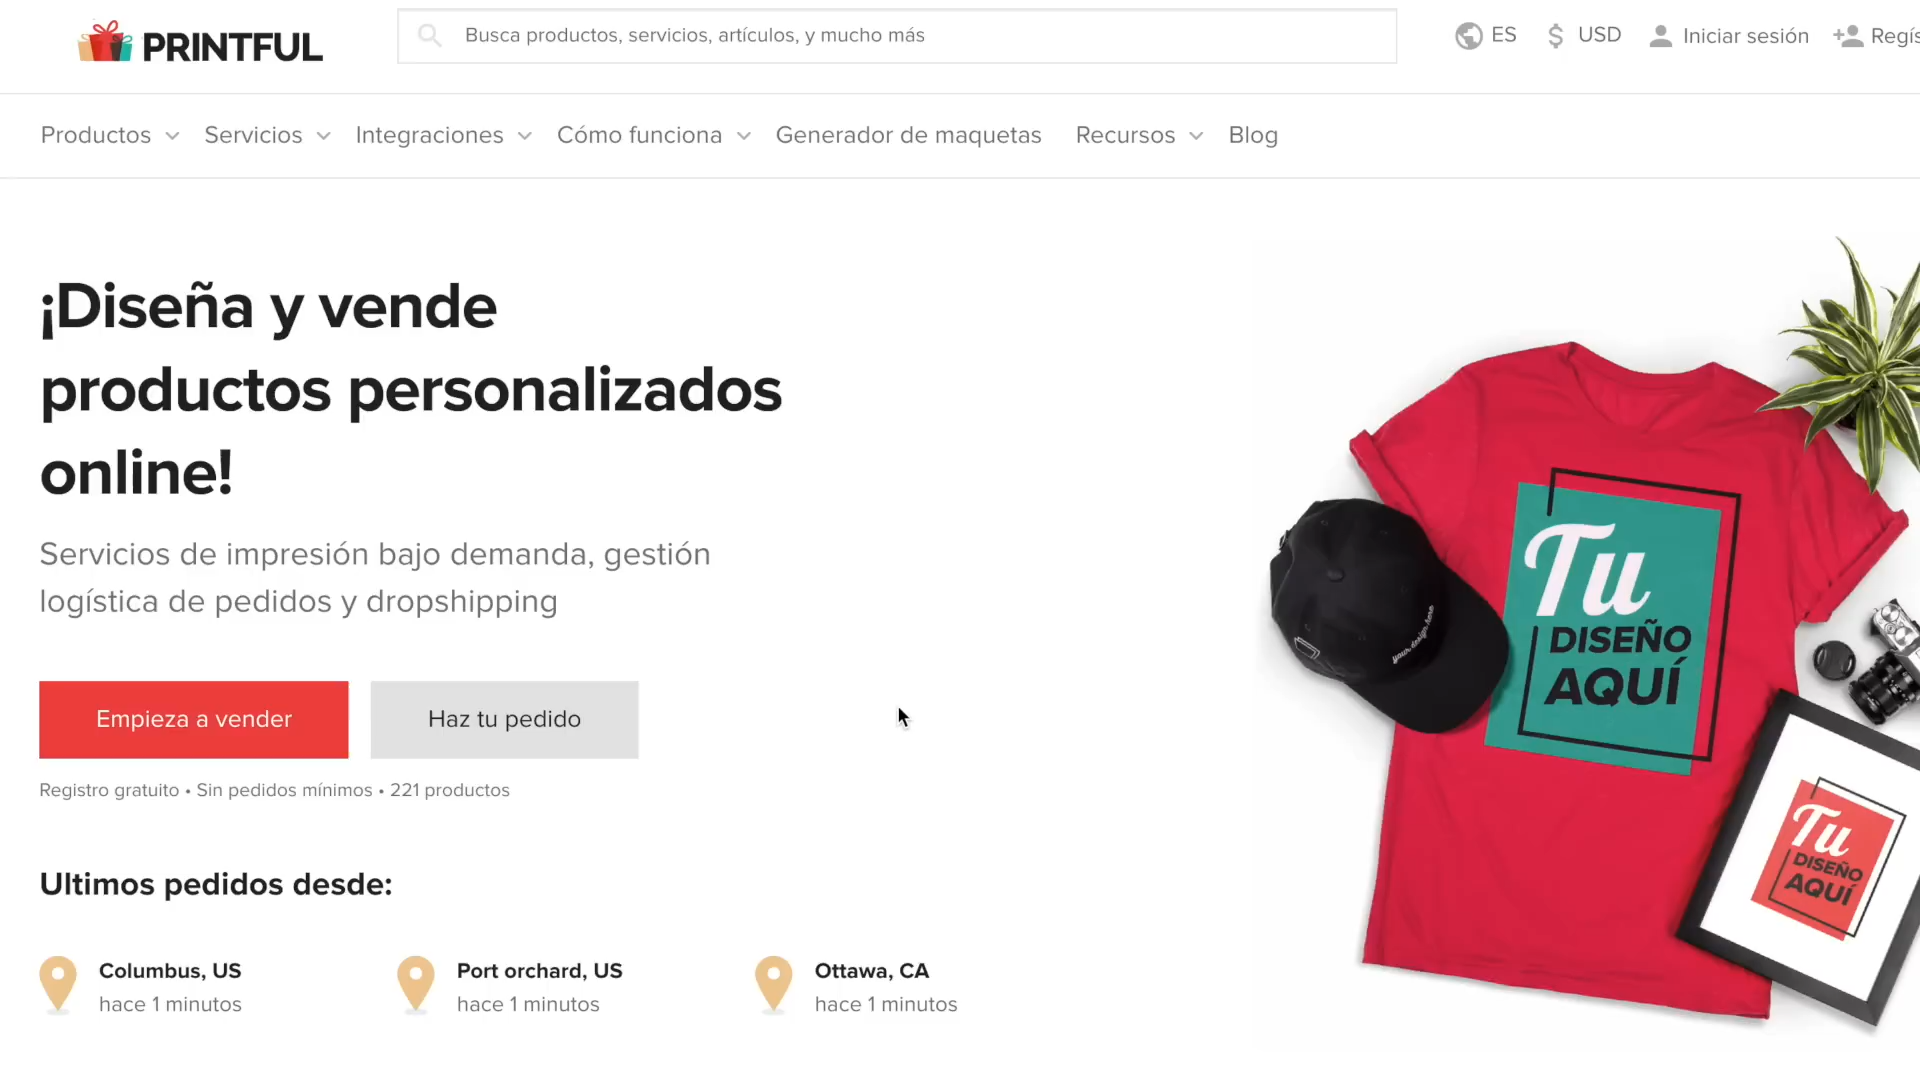 PRINTFUL
Busca productos, servicios, artículos, y mucho más
ES
USD
Iniciar sesión
Productos
Servicios
Integraciones
Cómo funciona
Generador de maquetas
Recursos
Blog
¡Diseña y vende
productos personalizados
online!
Servicios de impresión bajo demanda, gestión
logística de pedidos y dropshipping
Empieza a vender
Haz tu pedido
Registro gratuito • Sin pedidos mínimos • 221 productos
Ultimos pedidos desde:
Columbus, US
hace 1 minutos
Port orchard, US
hace 1 minutos
Ottawa, CA
hace 1 minutos
your design here
Tu
DISEÑO
AQUÍ
Tu
DISEÑO
AQUÍ